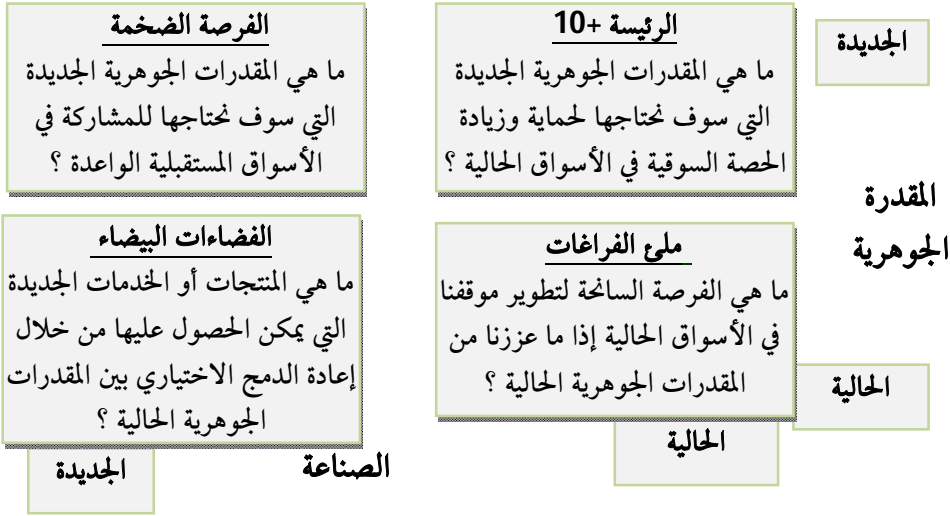 الجديدة
الرئيسة +10
ما هي المقدرات الجوهرية الجديدة
التي سوف نحتاجها لحماية وزيادة
الحصة السوقية في الأسواق الحالية ؟
الفرصة الضخمة
ما هي المقدرات الجوهرية الجديدة
التي سوف نحتاجها للمشاركة في
الأسواق المستقبلية الواعدة ؟
المقدرة
الجوهرية
ملئ الفراغات
ما هي الفرصة السانحة لتطوير موقفنا
في الأسواق الحالية إذا ما عززنا من
المقدرات الجوهرية الحالية ؟
الفضاءات البيضاء
ما هي المنتجات أو الخدمات الجديدة
التي يمكن الحصول عليها من خلال
إعادة الدمج الاختياري بين المقدرات
الجوهرية الحالية ؟
الحالية
الحالية
الصناعة
الجديدة